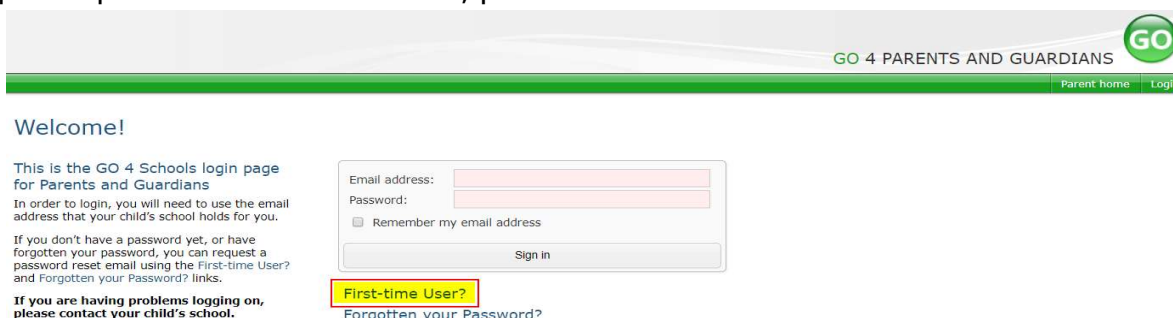 GO 4 PARENTS AND GUARDIANS
GO
Parent home
Welcome!
This is the GO 4 Schools login page
for Parents and Guardians
In order to login, you will need to use the email
address that your child's school holds for you.
If you don't have a password yet, or have
forgotten your password, you can request a
password reset email using the First-time User?
and Forgotten your Password? links.
If you are having problems logging on,
please contact your child's school.
Email address:
Password:
Remember my email address
Sign in
First-time User?
Forgotten your Password?